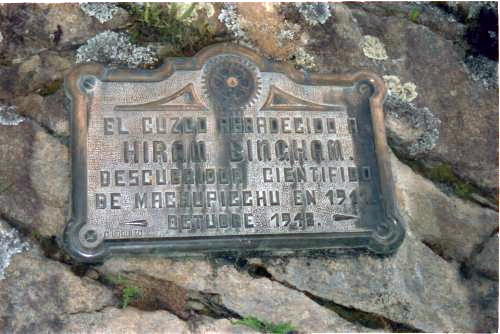 EL CUZCO AGRADECIDO A
HIRAM BINGHAM.
DESCUBRIDOR CIENTIFICO
DE MACHUPICCHU EN 1911.
OCTUBRE 1948.